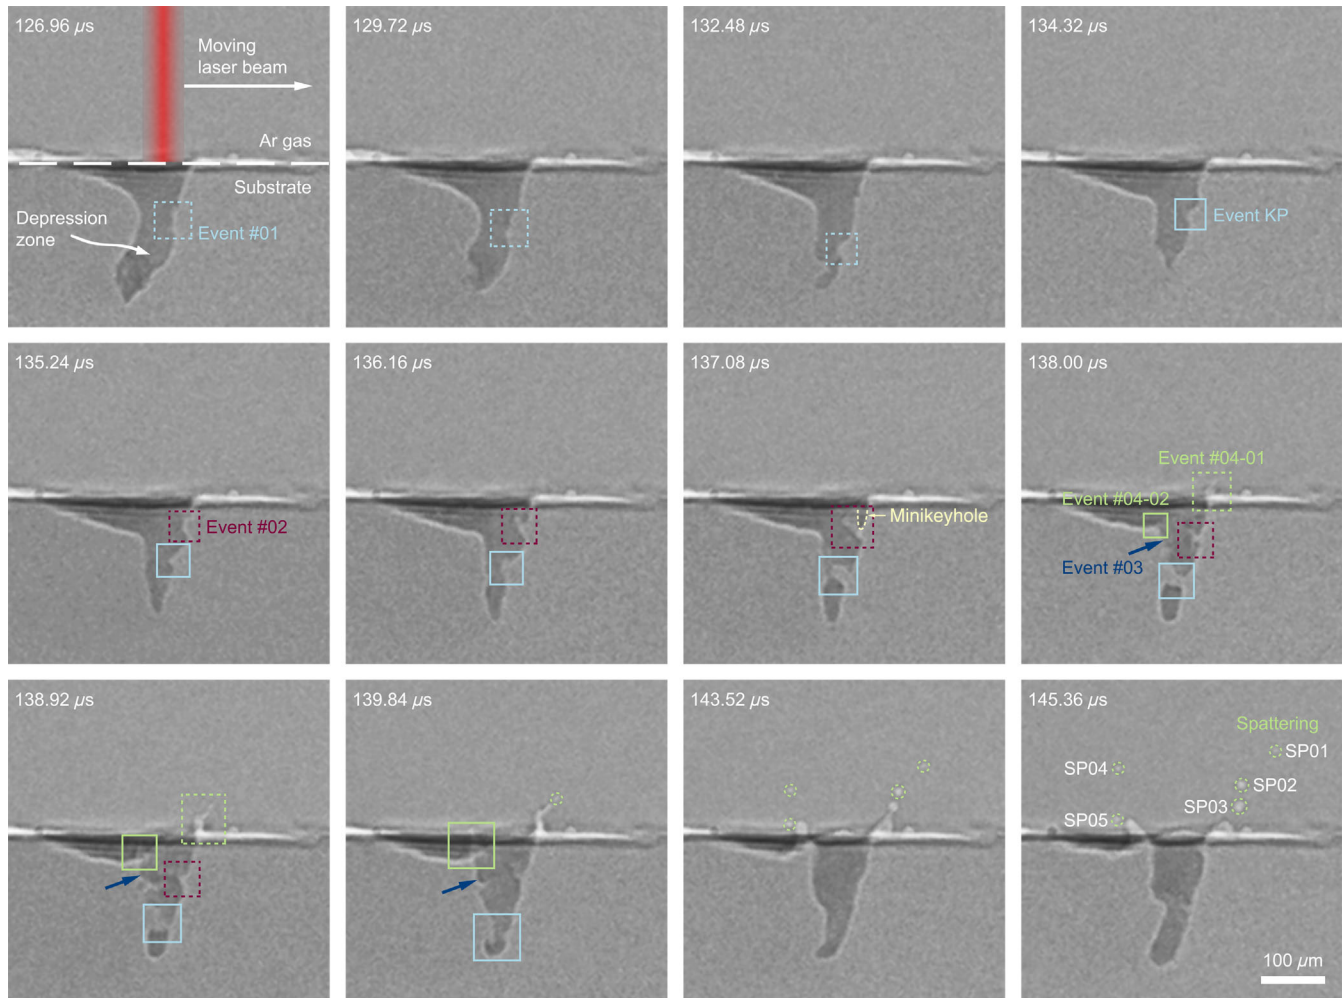 126.96 µs
Moving
laser beam
Ar gas
Substrate
Depression
zone
Event #01
129.72 µs
132.48 µs
134.32 µs
Event KP
135.24 µs
Event #02
136.16 µs
137.08 µs
Minikeyhole
138.00 µs
Event #04-01
Event #04-02
Event #03
138.92 µs
139.84 µs
143.52 µs
145.36 µs
Spattering
SP01
SP04
SP02
SP03
SP05
100 µm